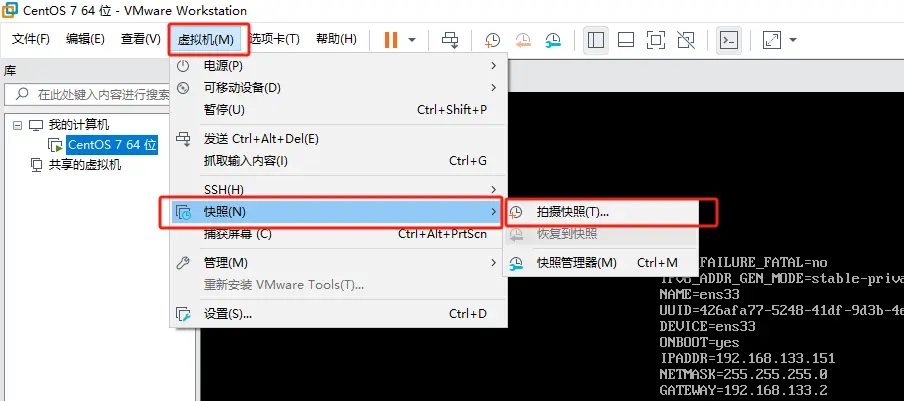 CentOS 7 64 位 - VMware Workstation
文件(F) 编辑(E) 查看(V) 虚拟机(M) 选项卡(T) 帮助(H)
库
在此处键入内容进行搜索
我的计算机
CentOS 7 64 位
共享的虚拟机
电源(P)
可移动设备(D)
暂停(U) Ctrl+Shift+P
发送 Ctrl+Alt+Del(E)
抓取输入内容(I) Ctrl+G
SSH(H)
快照(N)
捕获屏幕 (C) Ctrl+Alt+PrtScn
管理(M)
重新安装 VMware Tools(T)...
设置(S)... Ctrl+D
拍摄快照(T)...
恢复到快照
快照管理器(M) Ctrl+M
FAILURE_FATAL=no
IPV6_ADDR_GEN_MODE=stable-priva
NAME=ens33
UUID=426afa77-5248-41df-9d3b-4e
DEVICE=ens33
ONBOOT=yes
IPADDR=192.168.133.151
NETMASK=255.255.255.0
GATEWAY=192.168.133.2